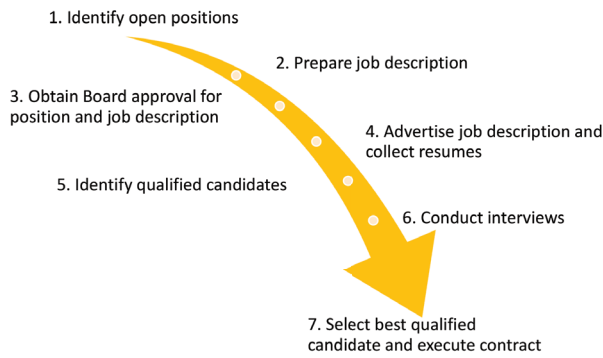 1. Identify open positions
2. Prepare job description
3. Obtain Board approval for
position and job description
4. Advertise job description and
collect resumes
5. Identify qualified candidates
6. Conduct interviews
7. Select best qualified
candidate and execute contract